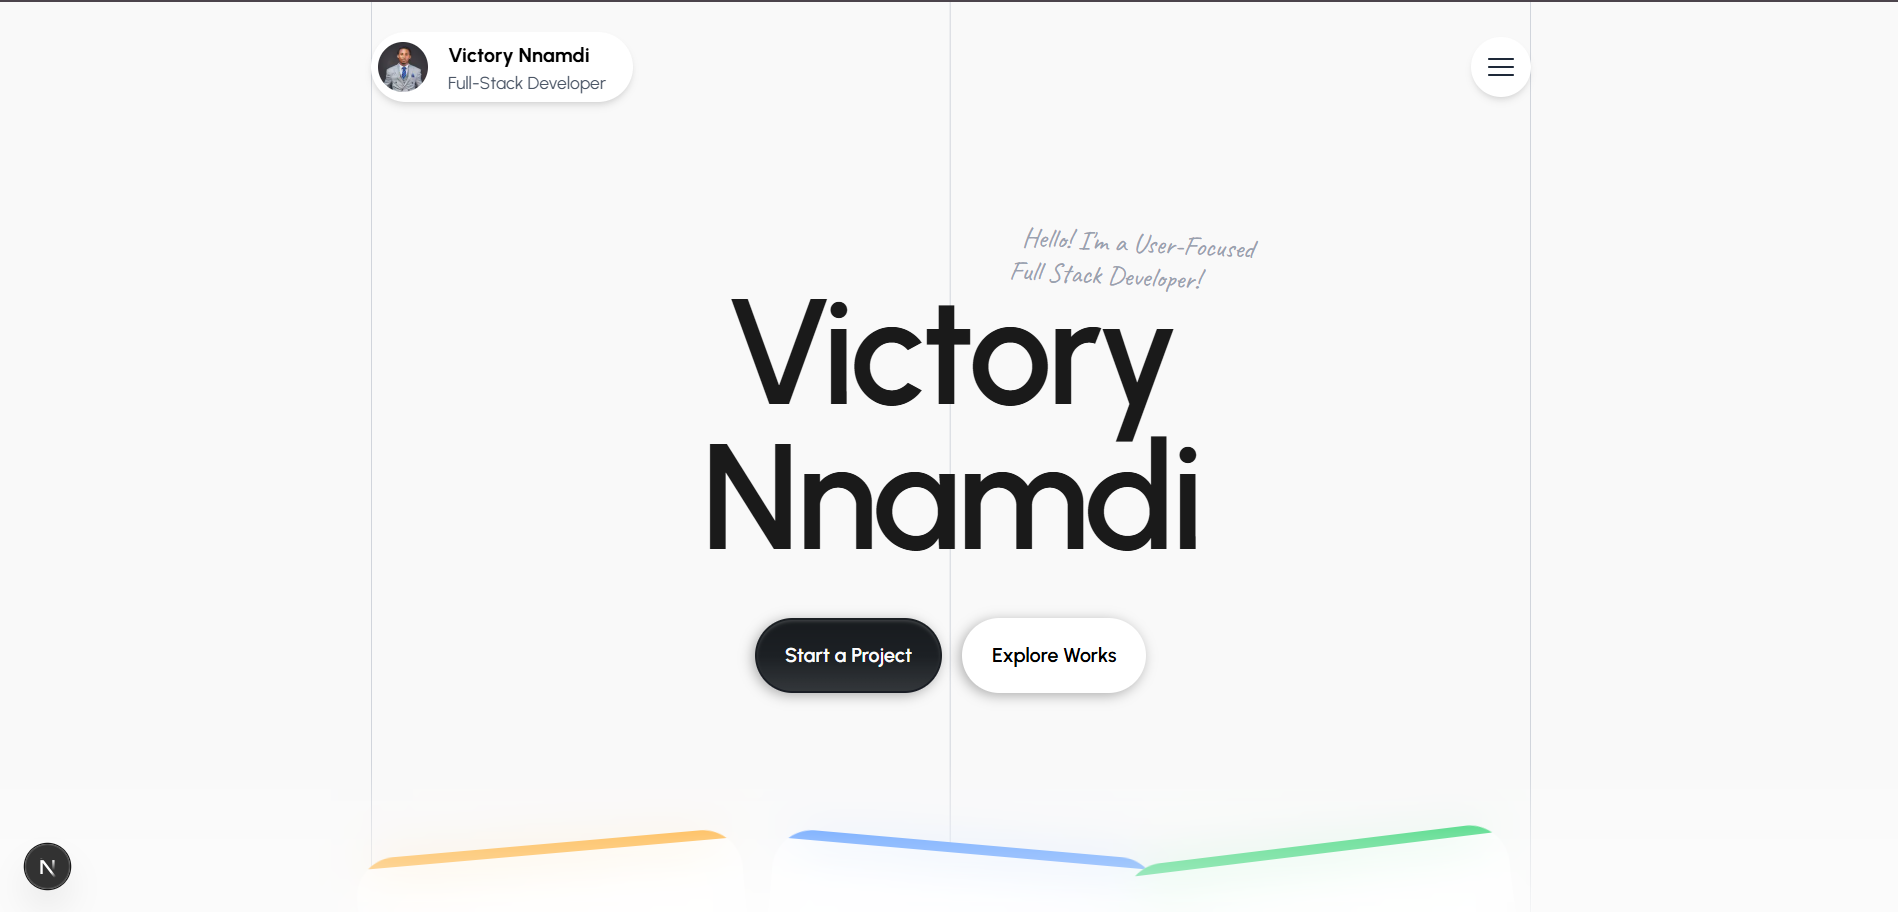 Victory Nnamdi
Full-Stack Developer
Hello! I'm a User-Focused
Full Stack Developer!
Victory
Nnamdi
Start a Project
Explore Works
N